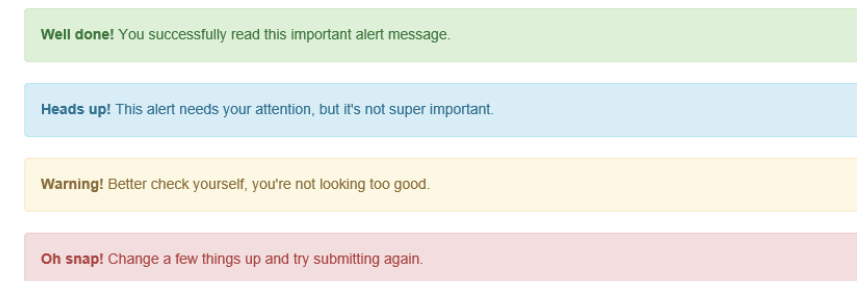 Well done! You successfully read this important alert message.
Heads up! This alert needs your attention, but it's not super important.
Warning! Better check yourself, you're not looking too good.
Oh snap! Change a few things up and try submitting again.